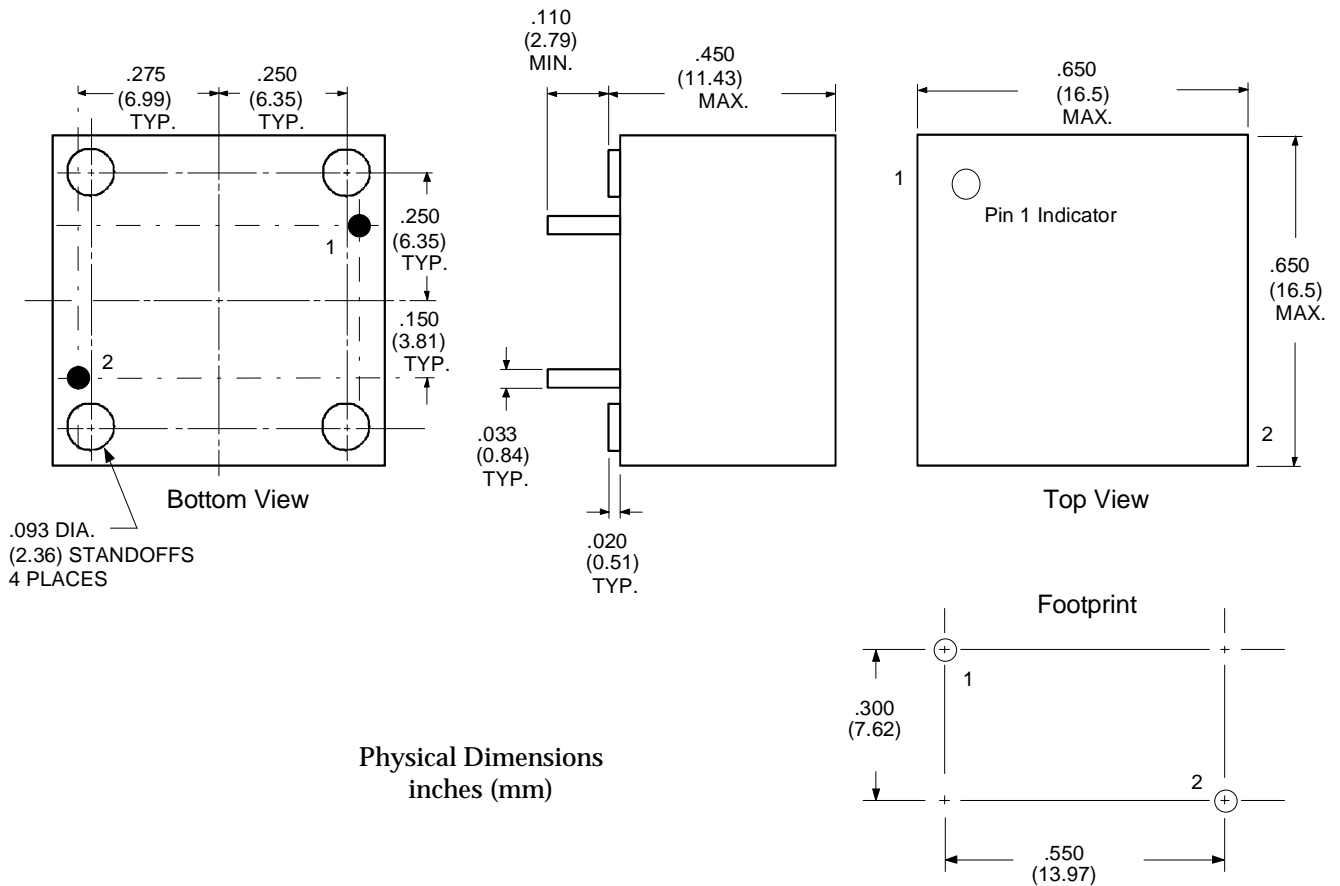 .275
(6.99)
TYP.
.250
(6.35)
TYP.
.250
(6.35)
TYP.
.150
(3.81)
TYP.
1
2
Bottom View
.093 DIA.
(2.36) STANDOFFS
4 PLACES
.110
(2.79)
MIN.
.450
(11.43)
MAX.
.033
(0.84)
TYP.
.020
(0.51)
TYP.
.650
(16.5)
MAX.
1
Pin 1 Indicator
.650
(16.5)
MAX.
2
Top View
Footprint
1
.300
(7.62)
2
.550
(13.97)
Physical Dimensions
inches (mm)